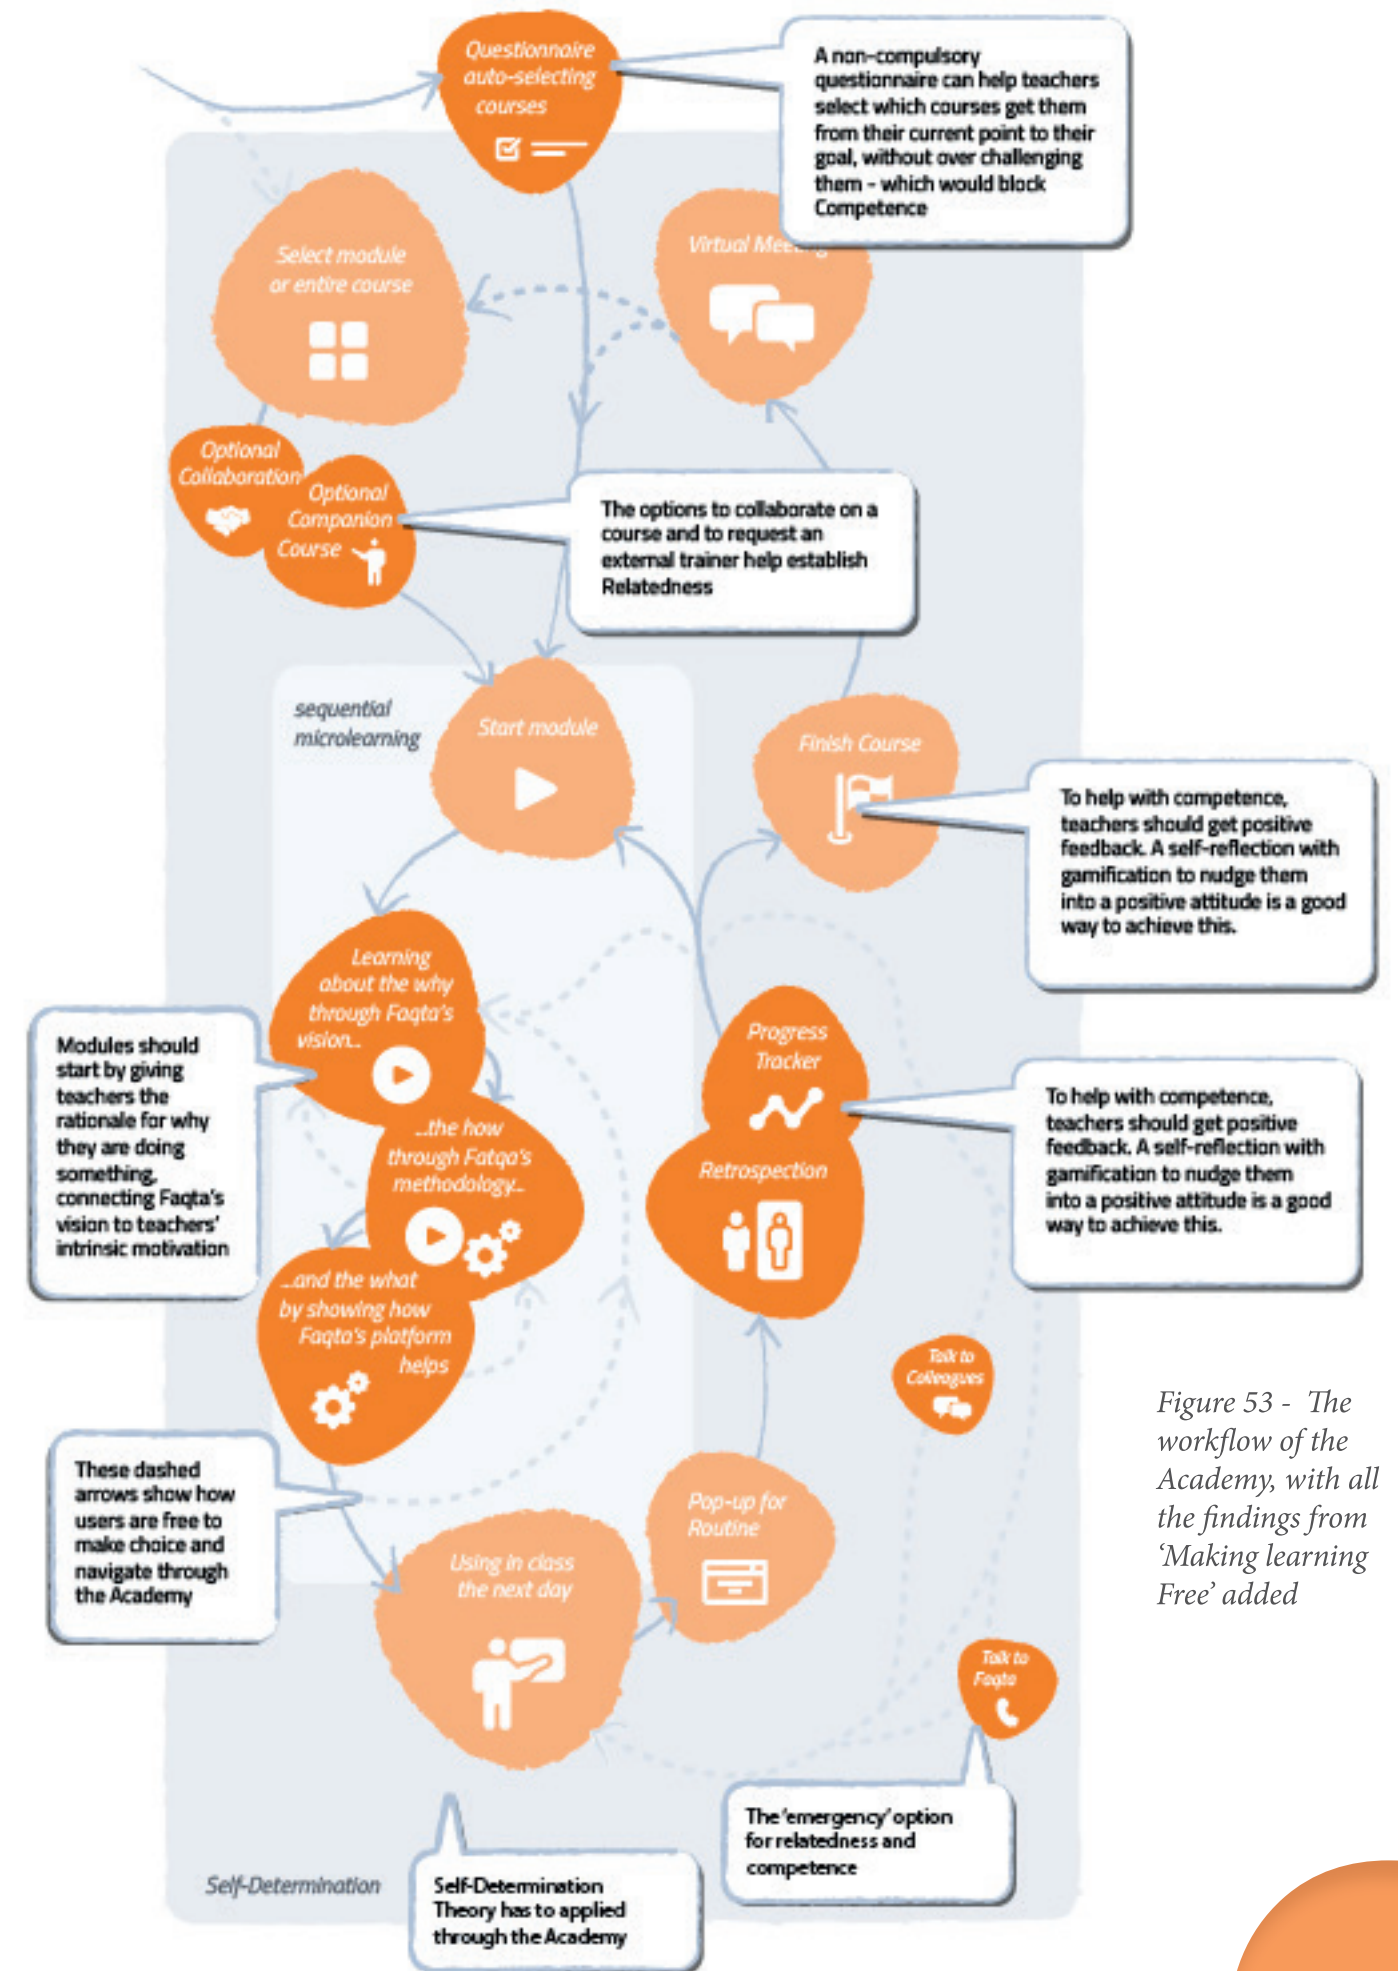 Questionnaire
auto-selecting
courses
A non-compulsory
questionnaire can help teachers
select which courses get them
from their current point to their
goal, without over challenging
them - which would block
Competence
Select module
or entire course
Virtual Mee
Optional
Collaboration
Optional
Companion
Course
The options to collaborate on a
course and to request an
external trainer help establish
Relatedness
sequential
microlearning
Start module
Finish Course
To help with competence,
teachers should get positive
feedback. A self-reflection with
gamification to nudge them
into a positive attitude is a good
way to achieve this.
Learning
about the why
through Faqta's
vision...
Modules should
start by giving
teachers the
rationale for why
they are doing
something,
connecting Faqta's
vision to teachers'
intrinsic motivation
...the how
through Fatqa's
methodology...
Progress
Tracker
Retrospection
To help with competence,
teachers should get positive
feedback. A self-reflection with
gamification to nudge them
into a positive attitude is a good
way to achieve this.
...and the what
by showing how
Faqta's platform
helps
Talk to
Colleagues
Figure 53 - The
workflow of the
Academy, with all
the findings from
‘Making learning
Free’ added
These dashed
arrows show how
users are free to
make choice and
navigate through
the Academy
Pop-up for
Routine
Using in class
the next day
Talk to
Faqta
The 'emergency' option
for relatedness and
competence
Self-Determination
Self-Determination
Theory has to applied
through the Academy